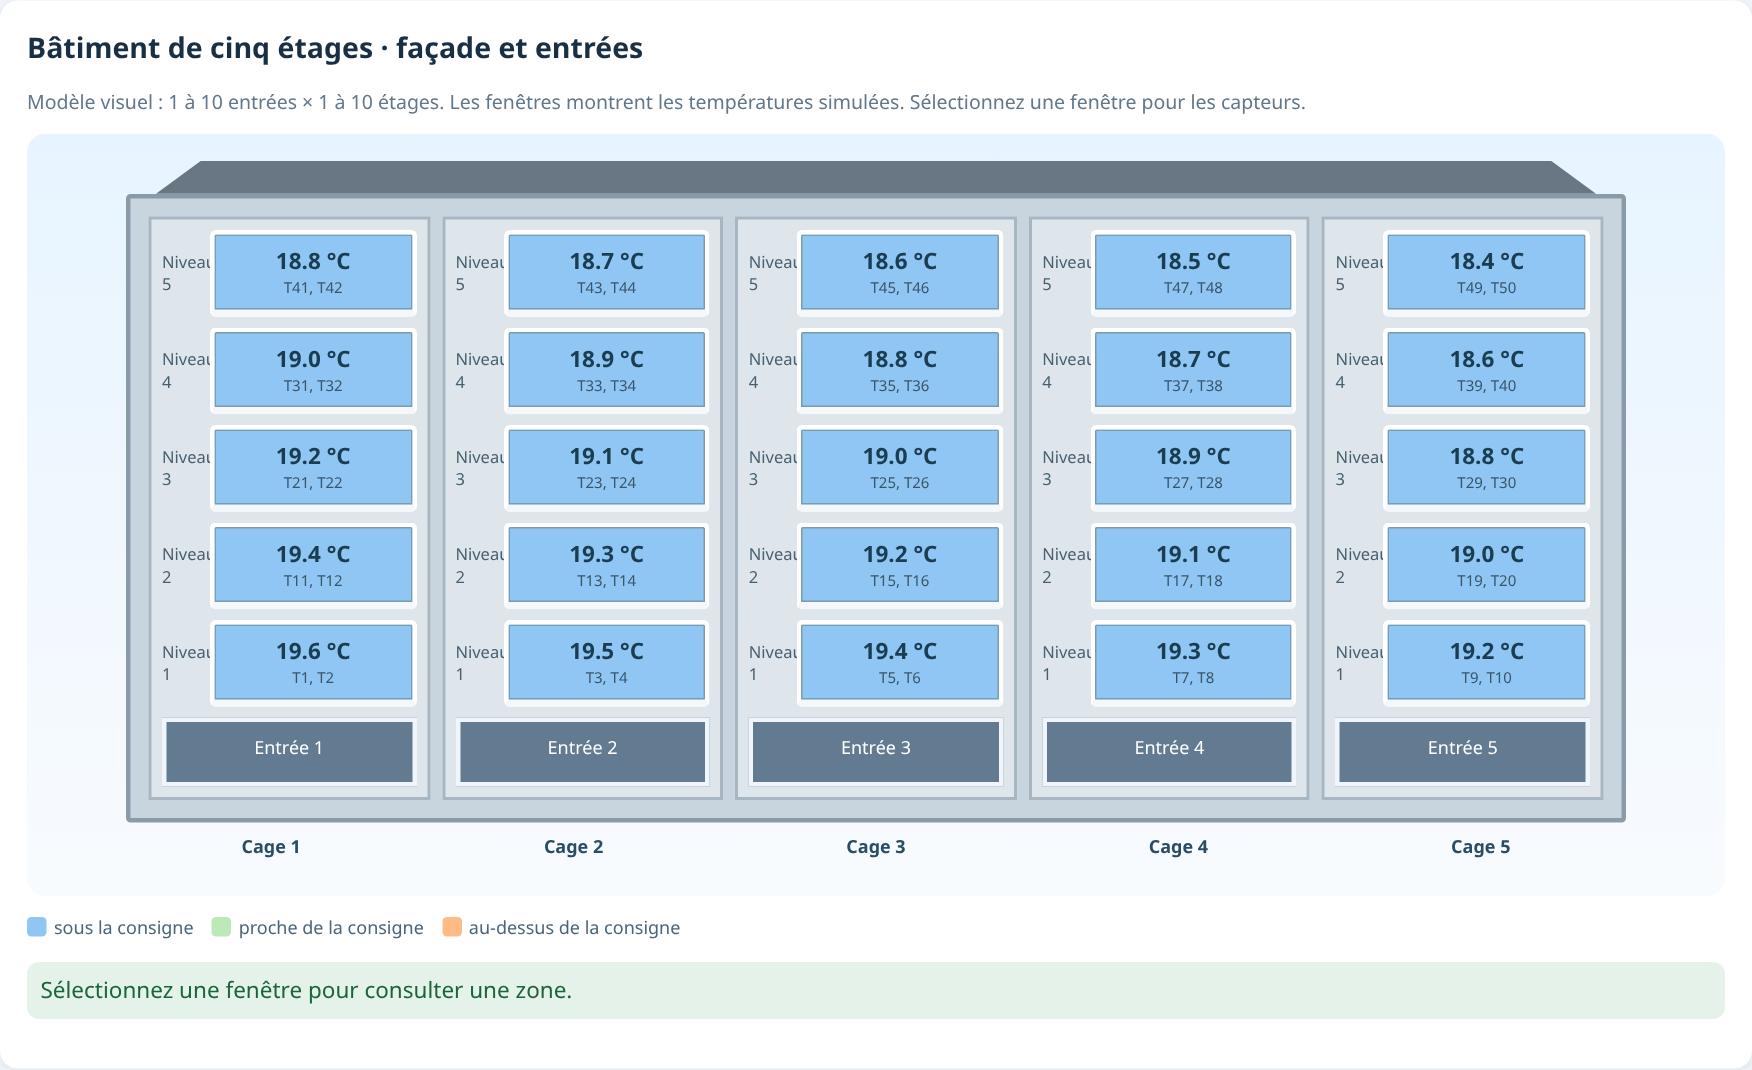 Bâtiment de cinq étages · façade et entrées
Modèle visuel : 1 à 10 entrées × 1 à 10 étages. Les fenêtres montrent les températures simulées. Sélectionnez une fenêtre pour les capteurs.
Niveau 5 18.8 °C T41, T42
Niveau 4 19.0 °C T31, T32
Niveau 3 19.2 °C T21, T22
Niveau 2 19.4 °C T11, T12
Niveau 1 19.6 °C T1, T2
Entrée 1
Niveau 5 18.7 °C T43, T44
Niveau 4 18.9 °C T33, T34
Niveau 3 19.1 °C T23, T24
Niveau 2 19.3 °C T13, T14
Niveau 1 19.5 °C T3, T4
Entrée 2
Niveau 5 18.6 °C T45, T46
Niveau 4 18.8 °C T35, T36
Niveau 3 19.0 °C T25, T26
Niveau 2 19.2 °C T15, T16
Niveau 1 19.4 °C T5, T6
Entrée 3
Niveau 5 18.5 °C T47, T48
Niveau 4 18.7 °C T37, T38
Niveau 3 18.9 °C T27, T28
Niveau 2 19.1 °C T17, T18
Niveau 1 19.3 °C T7, T8
Entrée 4
Niveau 5 18.4 °C T49, T50
Niveau 4 18.6 °C T39, T40
Niveau 3 18.8 °C T29, T30
Niveau 2 19.0 °C T19, T20
Niveau 1 19.2 °C T9, T10
Entrée 5
Cage 1 Cage 2 Cage 3 Cage 4 Cage 5
sous la consigne proche de la consigne au-dessus de la consigne
Sélectionnez une fenêtre pour consulter une zone.